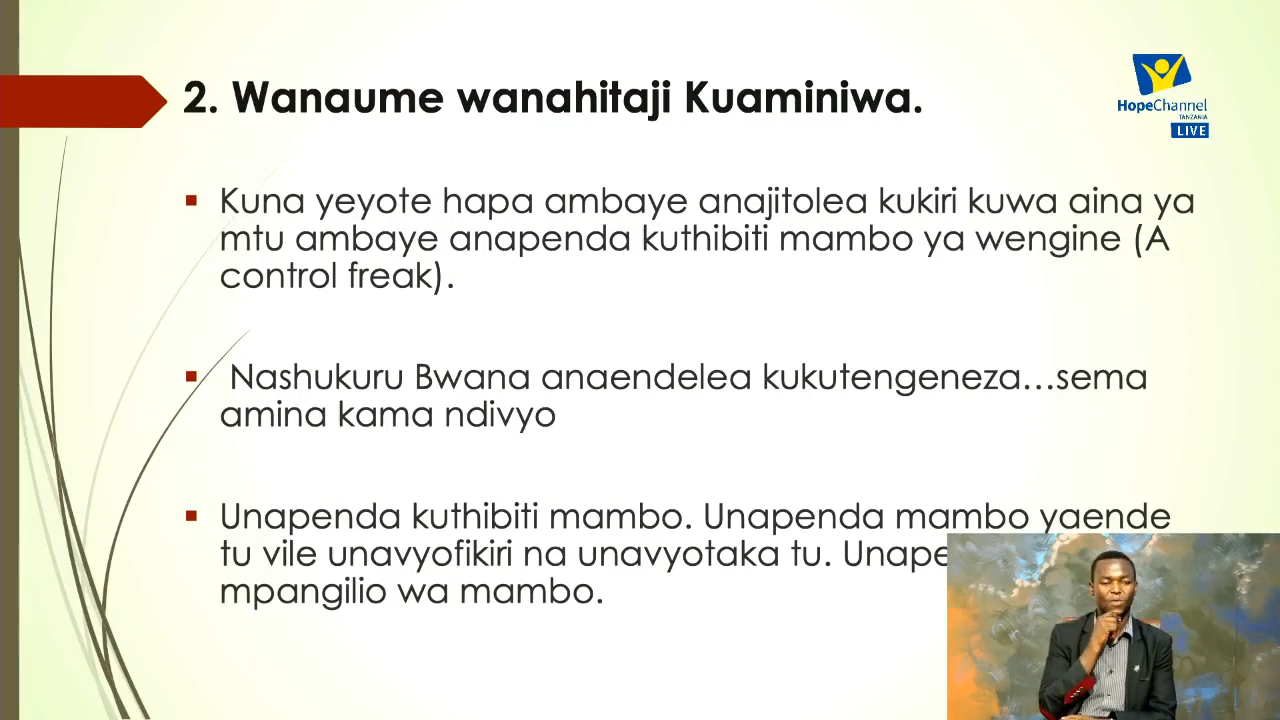 2. Wanaume wanahitaji Kuaminiwa.
HopeChannel
TANZANIA
LIVE
Kuna yeyote hapa ambaye anajitolea kukiri kuwa aina ya
mtu ambaye anapenda kuthibiti mambo ya wengine (A
control freak).
Nashukuru Bwana anaendelea kukutengeneza…sema
amina kama ndivyo
Unapenda kuthibiti mambo. Unapenda mambo yaende
tu vile unavyofikiri na unavyotaka tu.
mpangilio wa mambo.